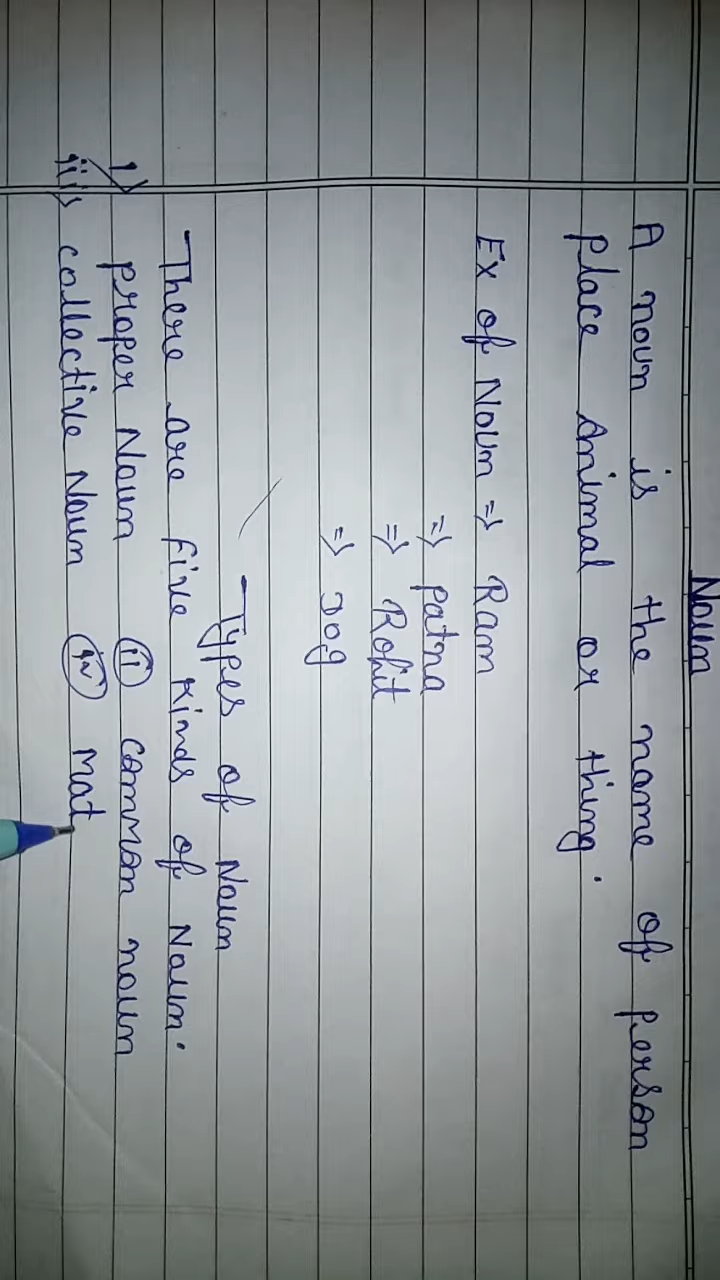 Noun
A noun is the name of person
place Animal or thing.
Ex of Noun ⇒ Ram
⇒ patna
⇒ Rohit
⇒ Dog
Types of Noun
There are five kinds of Noun.
i) proper Noun (ii) common noun
iii) collective Noun (iv) Mat